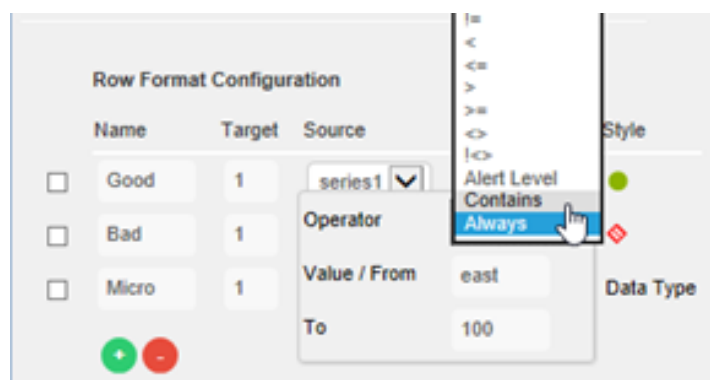 !=
<
<=
>
>=
<>
!<>
Alert Level
Contains
Always
Row Format Configuration
Name Target Source Style
Good 1 series1
Bad 1
Micro 1 Data Type
Operator
Value / From east
To 100
+ -